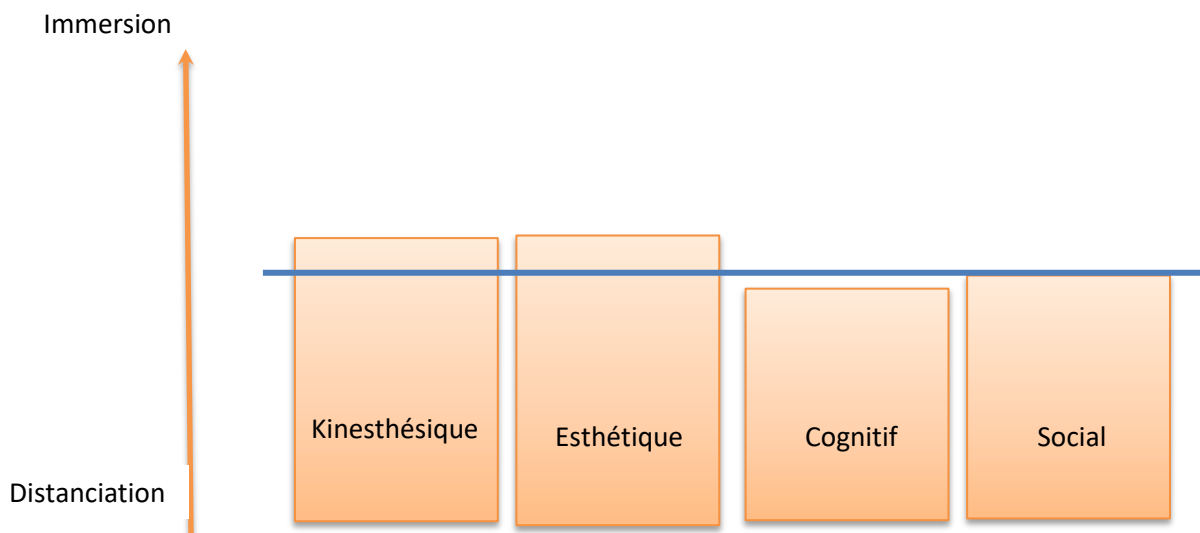 Immersion
Kinesthésique
Esthétique
Cognitif
Social
Distanciation